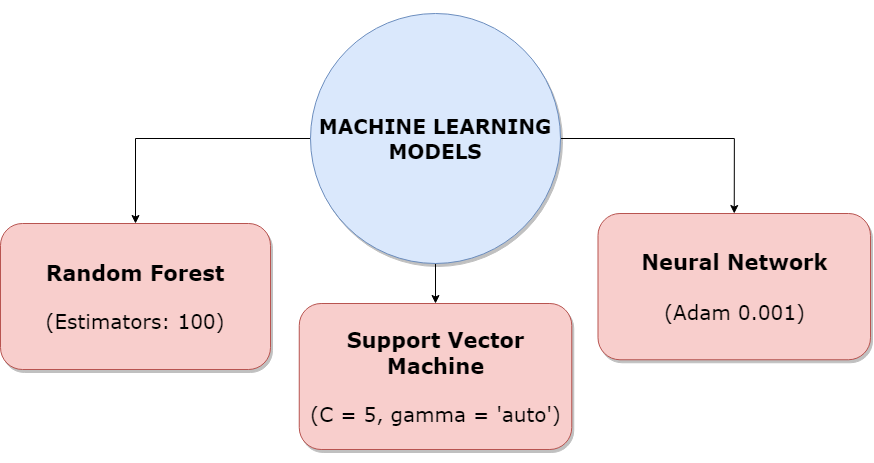 MACHINE LEARNING
MODELS
Random Forest
(Estimators: 100)
Support Vector
Machine
(C = 5, gamma = 'auto')
Neural Network
(Adam 0.001)